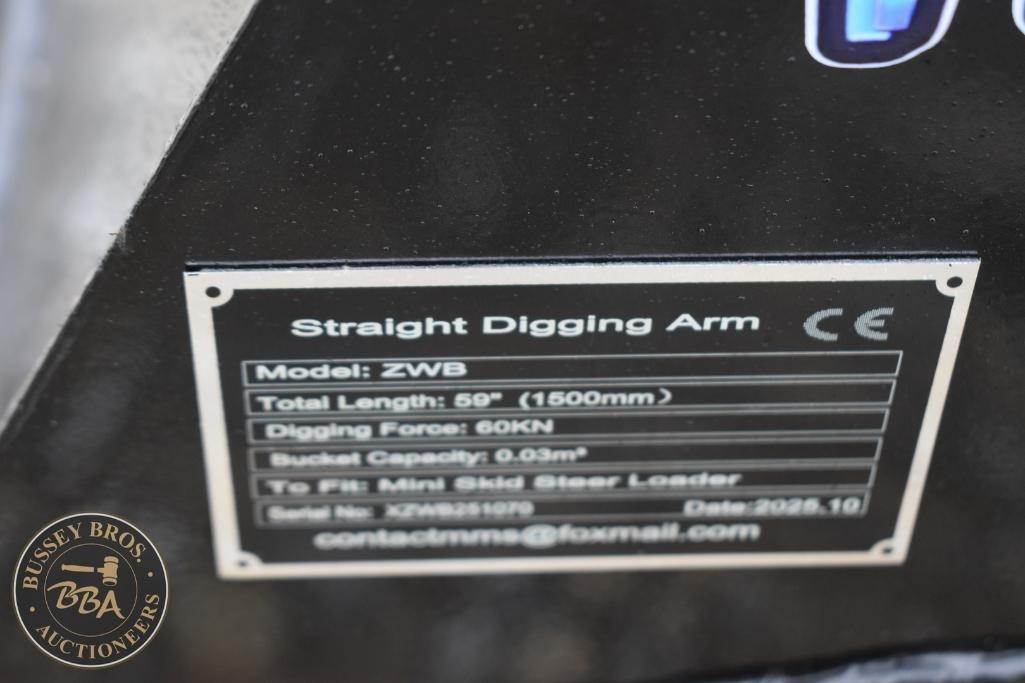 Straight Digging Arm CE
Model: ZWB
Total Length: 59" (1500mm)
Digging Force: 60KN
Bucket Capacity: 0.03m³
To Fit: Mini Skid Steer Loader
Serial No: XZWB251070 Date:2025.10
contactmms@foxmail.com
BUSSEY BROS.
BBA
AUCTIONEERS